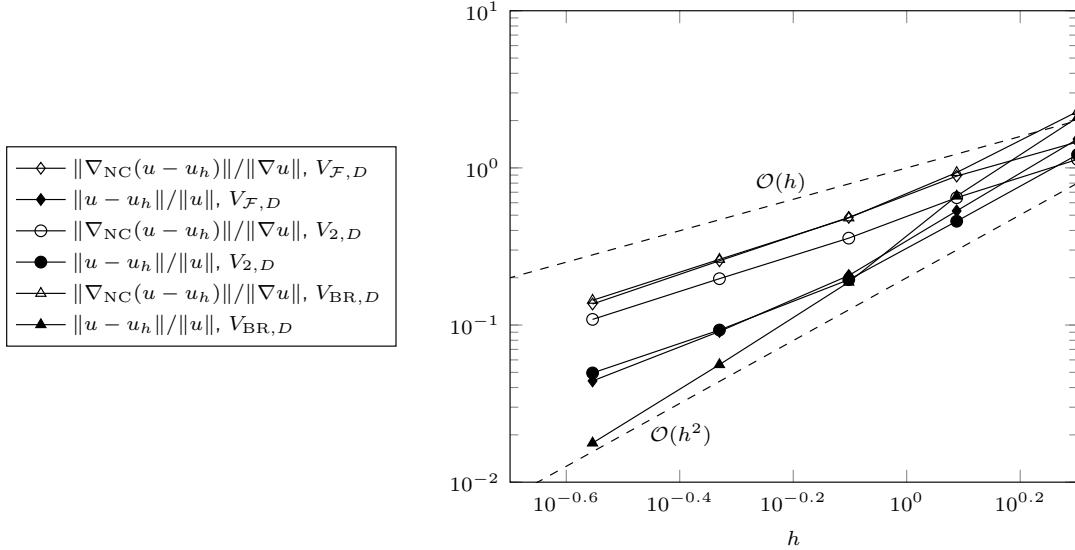 ‖∇NC(u − uh)‖/‖∇u‖, VF,D
‖u − uh‖/‖u‖, VF,D
‖∇NC(u − uh)‖/‖∇u‖, V2,D
‖u − uh‖/‖u‖, V2,D
‖∇NC(u − uh)‖/‖∇u‖, VBR,D
‖u − uh‖/‖u‖, VBR,D
10^1
10^0
10^−1
10^−2
O(h)
O(h^2)
10^−0.6
10^−0.4
10^−0.2
10^0
10^0.2
h